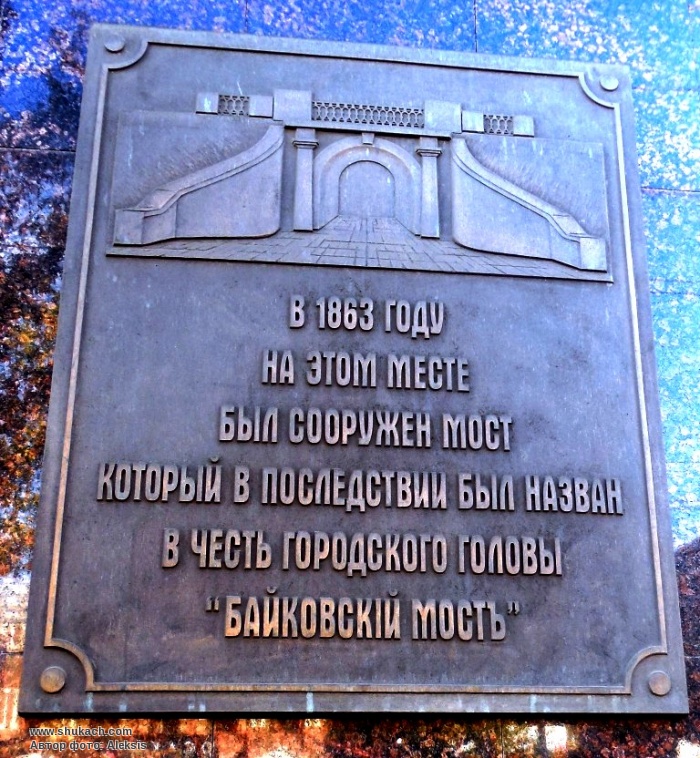 В 1863 ГОДУ
НА ЭТОМ МЕСТЕ
БЫЛ СООРУЖЕН МОСТ
КОТОРЫЙ В ПОСЛЕДСТВИИ БЫЛ НАЗВАН
В ЧЕСТЬ ГОРОДСКОГО ГОЛОВЫ
"БАЙКОВСКІЙ МОСТЪ"
www.shukach.com
Автор фото: Aleksis